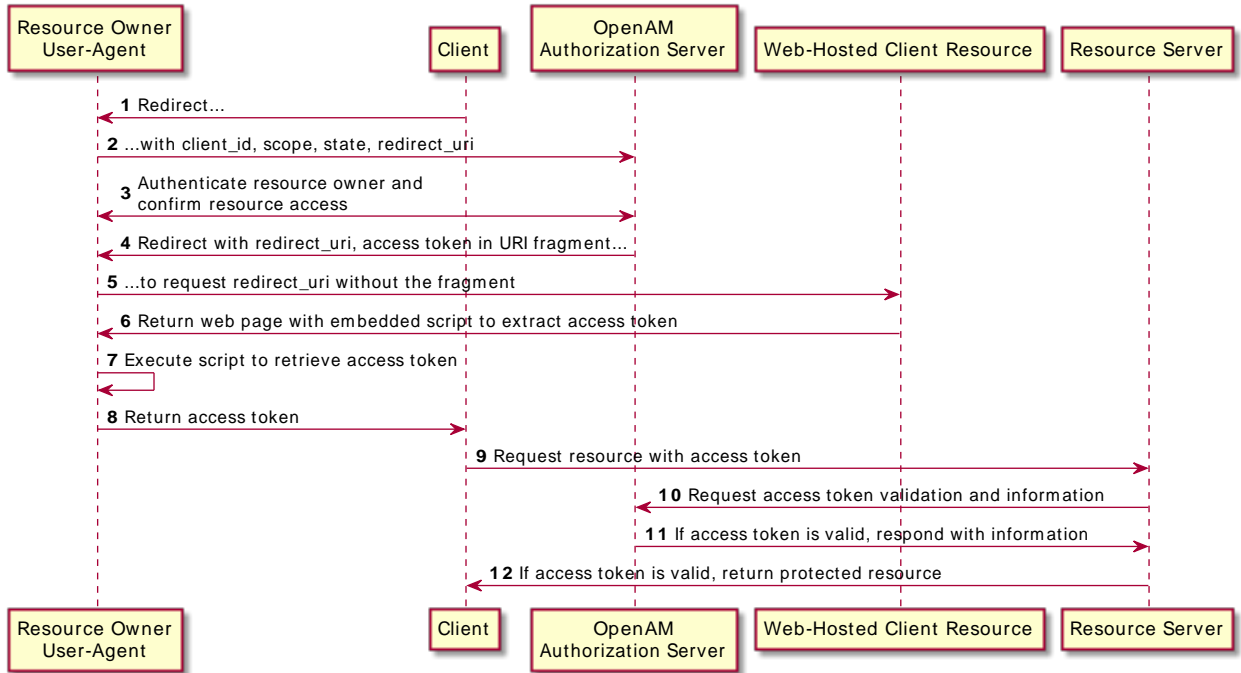 Resource Owner
User-Agent
Client
OpenAM
Authorization Server
Web-Hosted Client Resource
Resource Server
1 Redirect...
2 ...with client_id, scope, state, redirect_uri
3 Authenticate resource owner and
confirm resource access
4 Redirect with redirect_uri, access token in URI fragment...
5 ...to request redirect_uri without the fragment
6 Return web page with embedded script to extract access token
7 Execute script to retrieve access token
8 Return access token
9 Request resource with access token
10 Request access token validation and information
11 If access token is valid, respond with information
12 If access token is valid, return protected resource
Resource Owner
User-Agent
Client
OpenAM
Authorization Server
Web-Hosted Client Resource
Resource Server